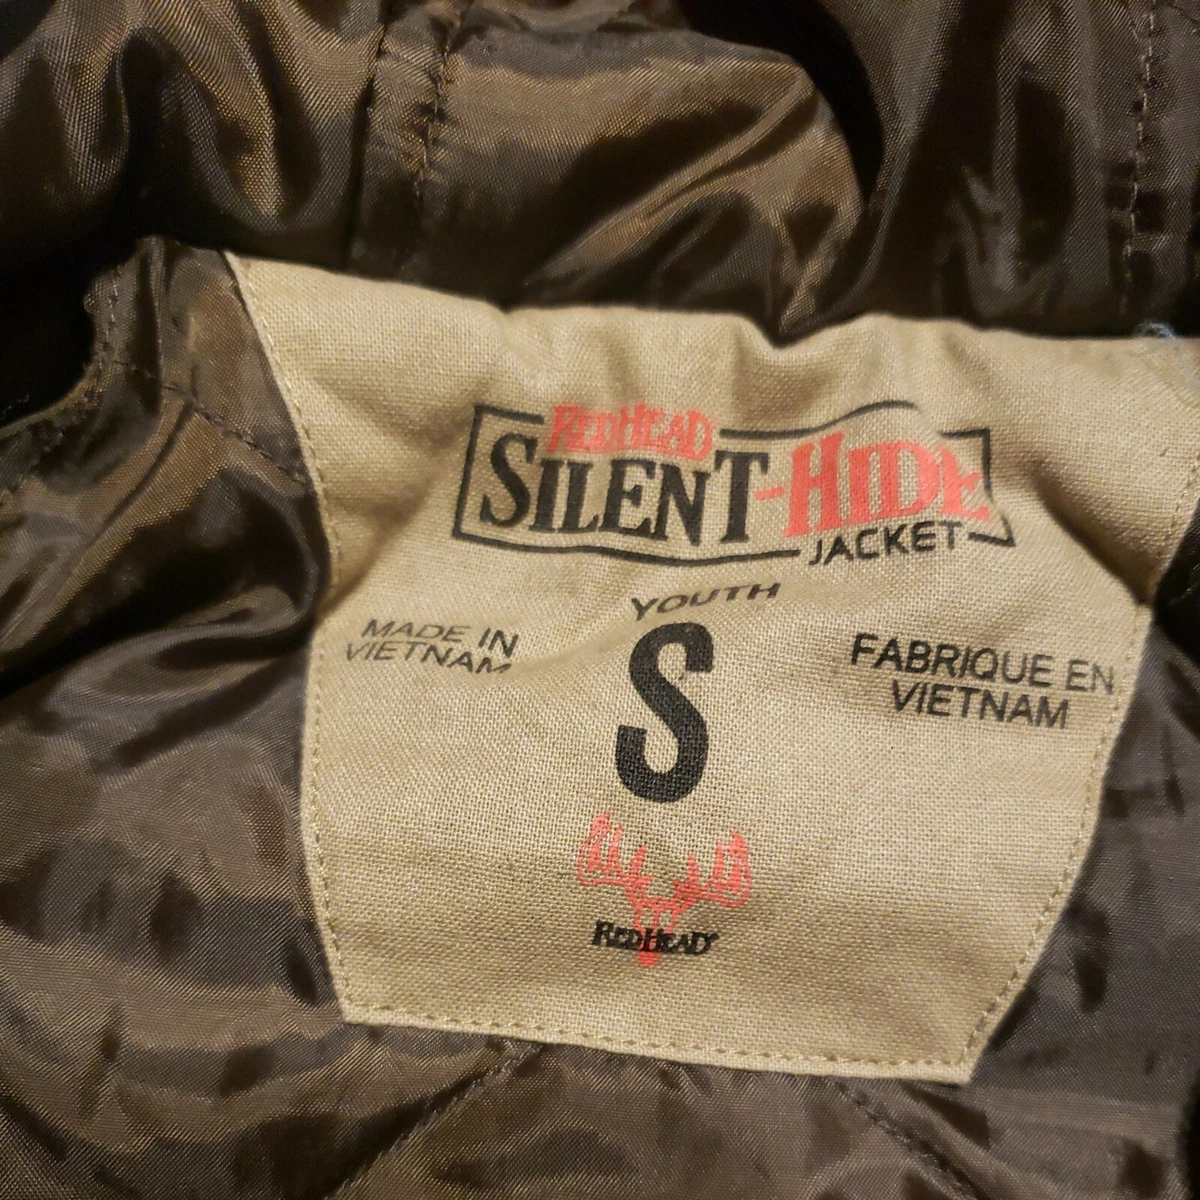 REDHEAD
SILENT-HIDE
JACKET
YOUTH
S
MADE IN
VIETNAM
FABRIQUE EN
VIETNAM
REDHEAD